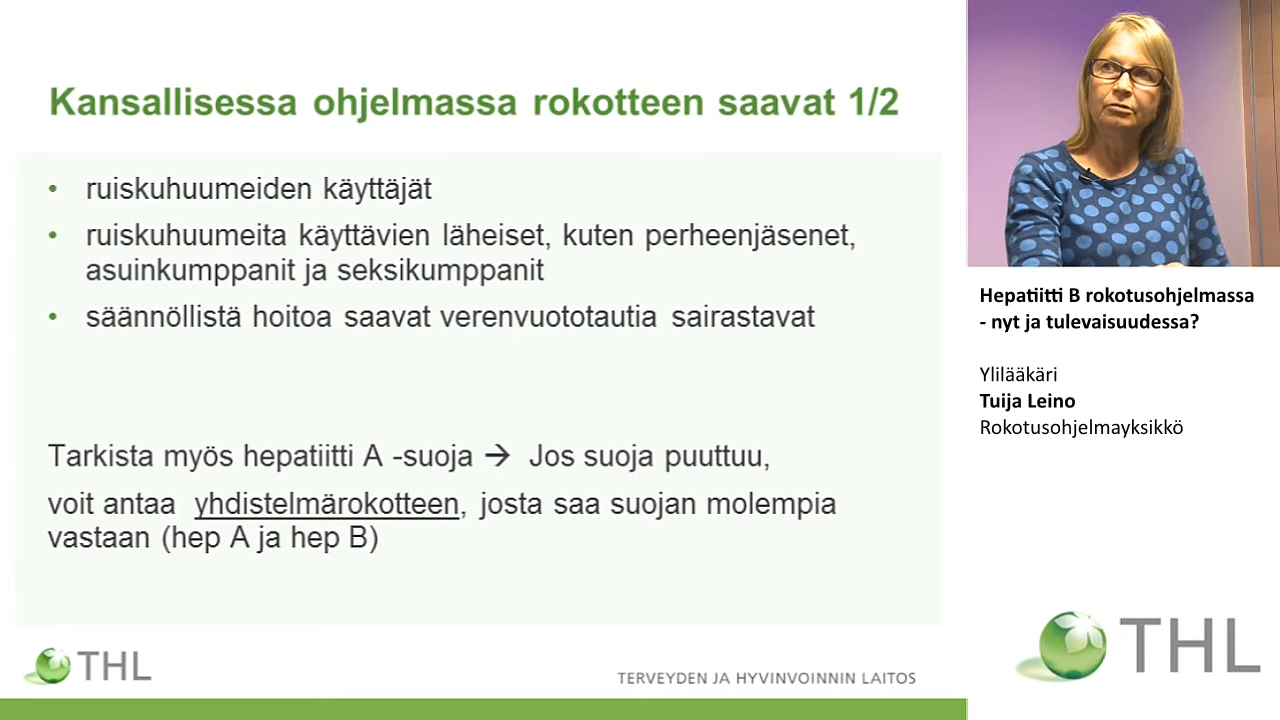 Kansallisessa ohjelmassa rokotteen saavat 1/2
• ruiskuhuumeiden käyttäjät
• ruiskuhuumeita käyttävien läheiset, kuten perheenjäsenet,
asuinkumppanit ja seksikumppanit
• säännöllistä hoitoa saavat verenvuototautia sairastavat
Tarkista myös hepatiitti A -suoja → Jos suoja puuttuu,
voit antaa yhdistelmärokotteen, josta saa suojan molempia
vastaan (hep A ja hep B)
THL
TERVEYDEN JA HYVINVOINNIN LAITOS
Hepatiitti B rokotusohjelmassa
- nyt ja tulevaisuudessa?
Ylilääkäri
Tuija Leino
Rokotusohjelmayksikkö
THL